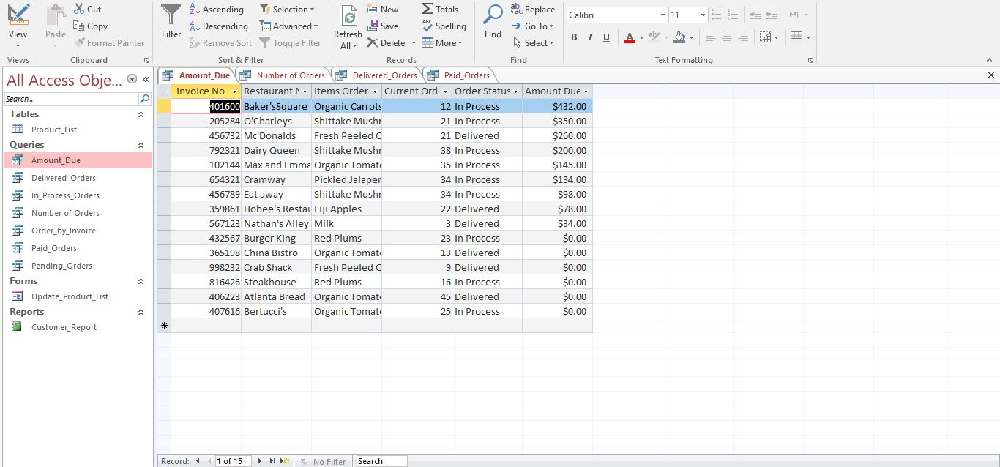 Cut
Copy
Format Painter
View
Paste
Views
Clipboard
Filter
Ascending
Descending
Remove Sort
Selection
Advanced
Toggle Filter
Sort & Filter
Refresh
All
New
Save
Delete
Totals
Spelling
More
Records
Find
Replace
Go To
Select
Find
Calibri
11
B I U A ab
Text Formatting
All Access Obje...
Search...
Tables
Product_List
Queries
Amount_Due
Delivered_Orders
In_Process_Orders
Number of Orders
Order_by_Invoice
Paid_Orders
Pending_Orders
Forms
Update_Product_List
Reports
Customer_Report
Amount_Due Number of Orders Delivered_Orders Paid_Orders
Invoice No Restaurant N Items Order Current Orde Order Status Amount Due
401600 Baker'sSquare Organic Carrots 12 In Process $432.00
205284 O'Charleys Shittake Mushr 21 In Process $350.00
456732 Mc'Donalds Fresh Peeled C 21 Delivered $260.00
792321 Dairy Queen Shittake Mushr 38 In Process $200.00
102144 Max and Emma Organic Tomat 35 In Process $145.00
654321 Cramway Pickled Jalaper 34 In Process $134.00
456789 Eat away Shittake Mushr 34 In Process $98.00
359861 Hobee's Restau Fiji Apples 22 Delivered $78.00
567123 Nathan's Alley Milk 3 Delivered $34.00
432567 Burger King Red Plums 23 In Process $0.00
365198 China Bistro Organic Tomat 13 Delivered $0.00
998232 Crab Shack Fresh Peeled C 9 Delivered $0.00
816426 Steakhouse Red Plums 16 In Process $0.00
406223 Atlanta Bread Organic Tomat 45 Delivered $0.00
407616 Bertucci's Organic Tomat 25 In Process $0.00
Record: 1 of 15 No Filter Search